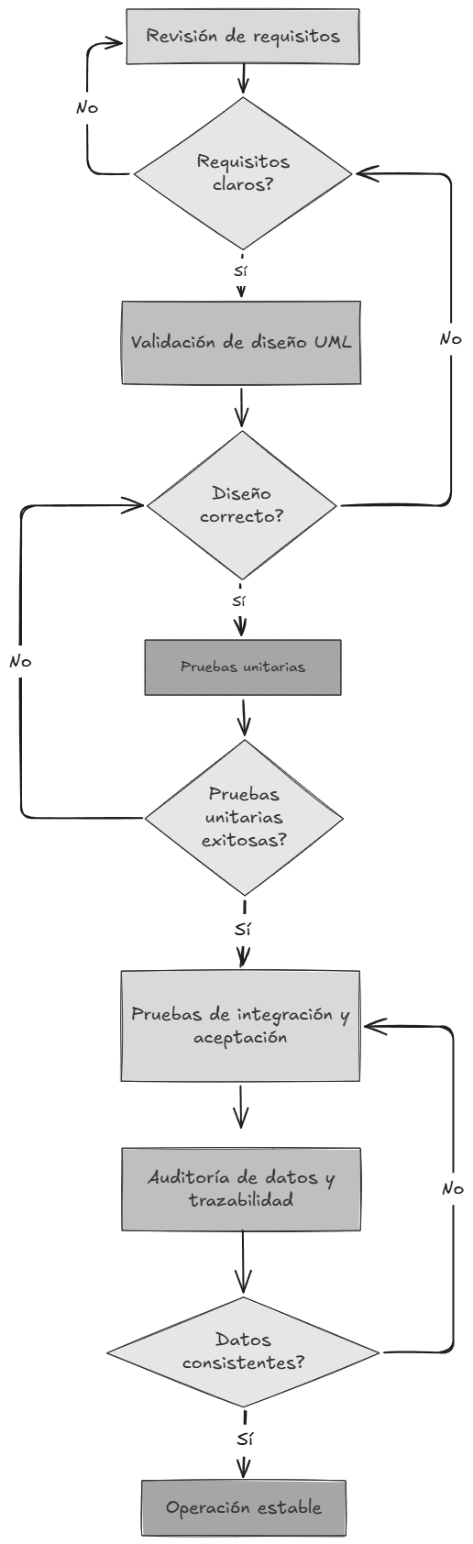 Revisión de requisitos
No
Requisitos
claros?
Sí
Validación de diseño UML
No
Diseño
correcto?
Sí
No
Pruebas unitarias
Pruebas
unitarias
exitosas?
Sí
Pruebas de integración y
aceptación
Auditoría de datos y
trazabilidad
No
Datos
consistentes?
Sí
Operación estable